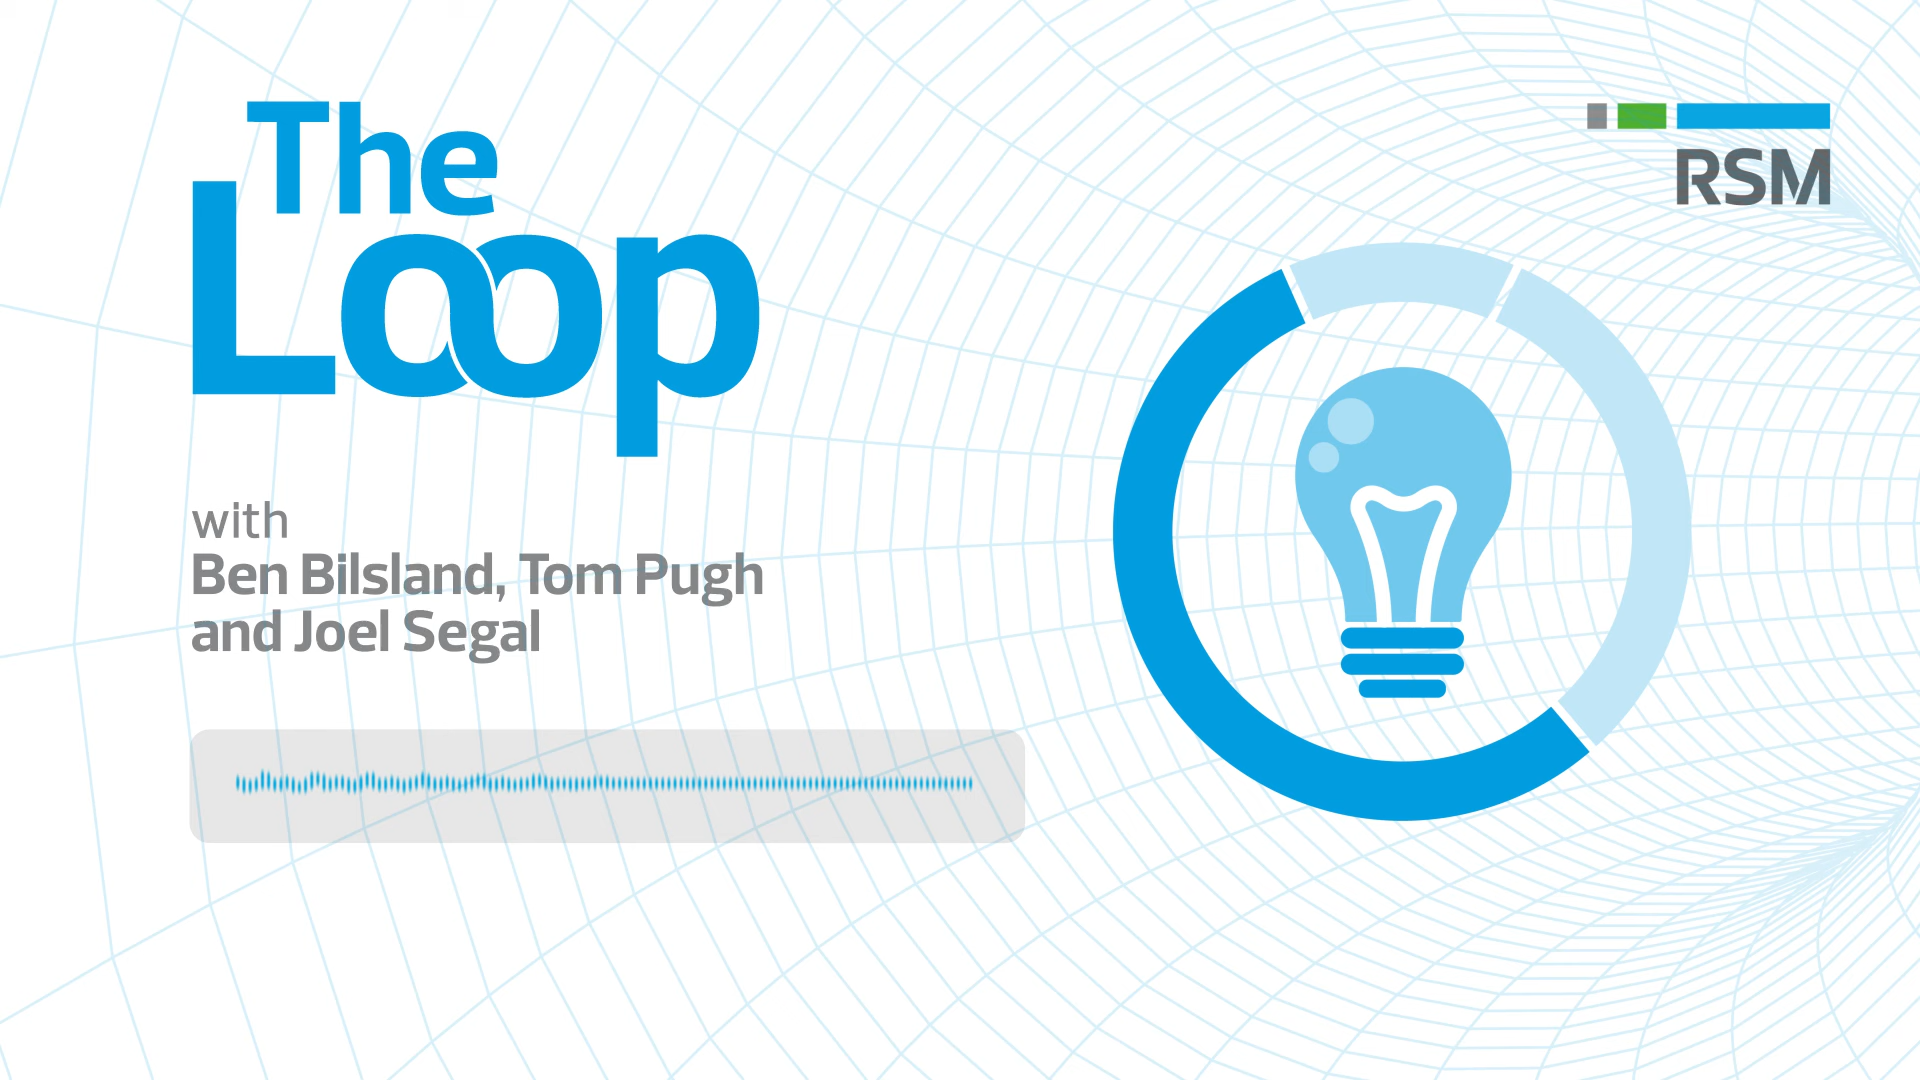 The
Loop
RSM
with
Ben Bilsland, Tom Pugh
and Joel Segal